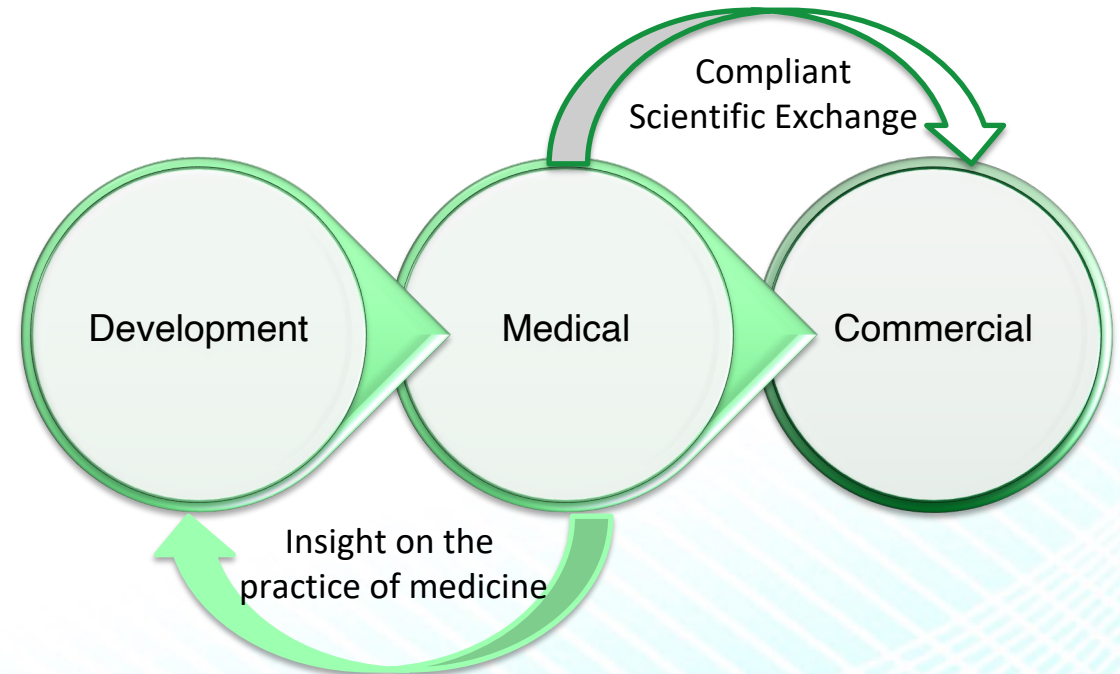 Compliant
Scientific Exchange
Development
Medical
Commercial
Insight on the
practice of medicine